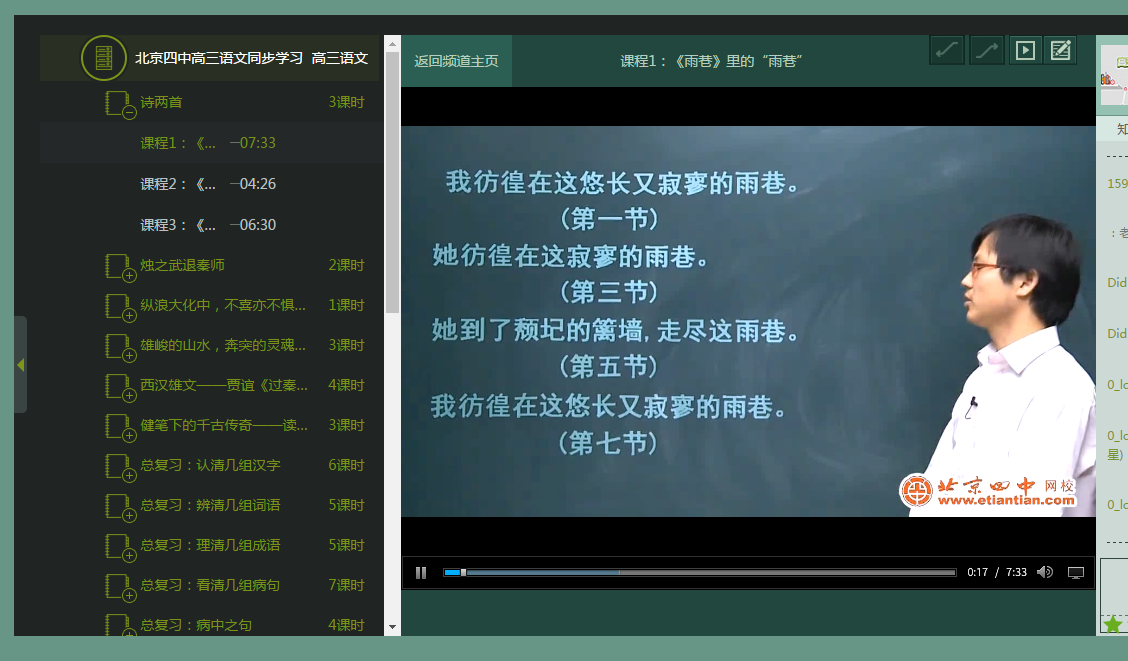 北京四中高三语文同步学习 高三语文
诗两首 3课时
课程1：《... —07:33
课程2：《... —04:26
课程3：《... —06:30
烛之武退秦师 2课时
纵浪大化中，不喜亦不惧... 1课时
雄峻的山水，奔突的灵魂... 3课时
西汉雄文——贾谊《过秦... 4课时
健笔下的千古传奇——读... 3课时
总复习：认清几组汉字 6课时
总复习：辨清几组词语 5课时
总复习：理清几组成语 5课时
总复习：看清几组病句 7课时
总复习：病中之句 4课时
返回频道主页
课程1：《雨巷》里的“雨巷”
我彷徨在这悠长又寂寥的雨巷。
（第一节）
她彷徨在这寂寥的雨巷。
（第三节）
她到了颓圮的篱墙, 走尽这雨巷。
（第五节）
我彷徨在这悠长又寂寥的雨巷。
（第七节）
北京四中 网校
www.etiantian.com
0:17 / 7:33
知
159
：老
Did
Did
0_lo
0_lo
星)
0_lo